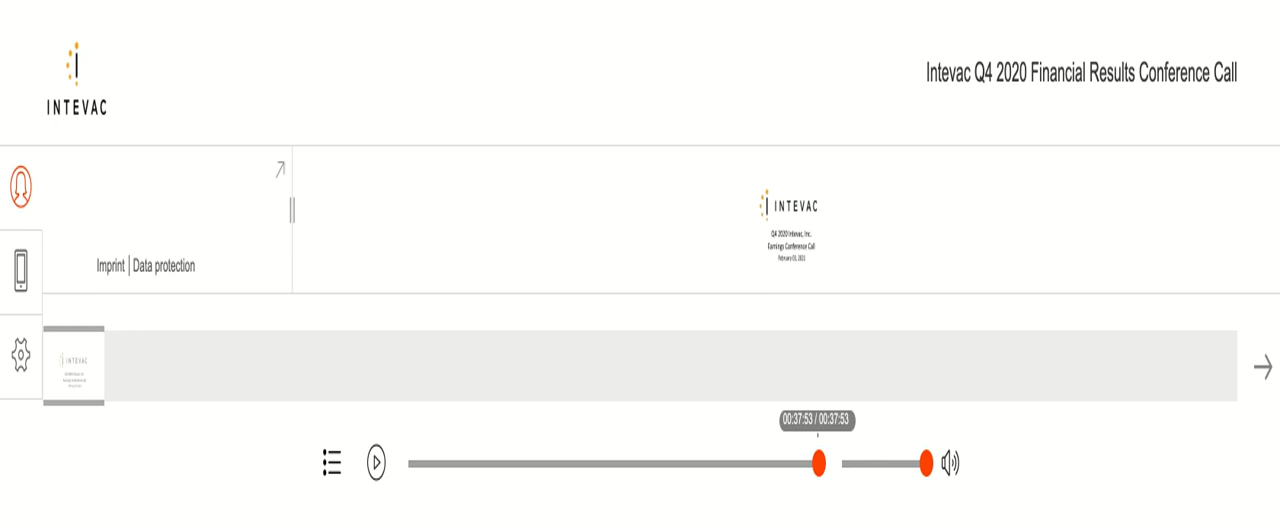 INTEVAC
Intevac Q4 2020 Financial Results Conference Call
Imprint | Data protection
INTEVAC
Q4 2020 Intevac, Inc.
Earnings Conference Call
February 03, 2021
INTEVAC
00:37:53 / 00:37:53